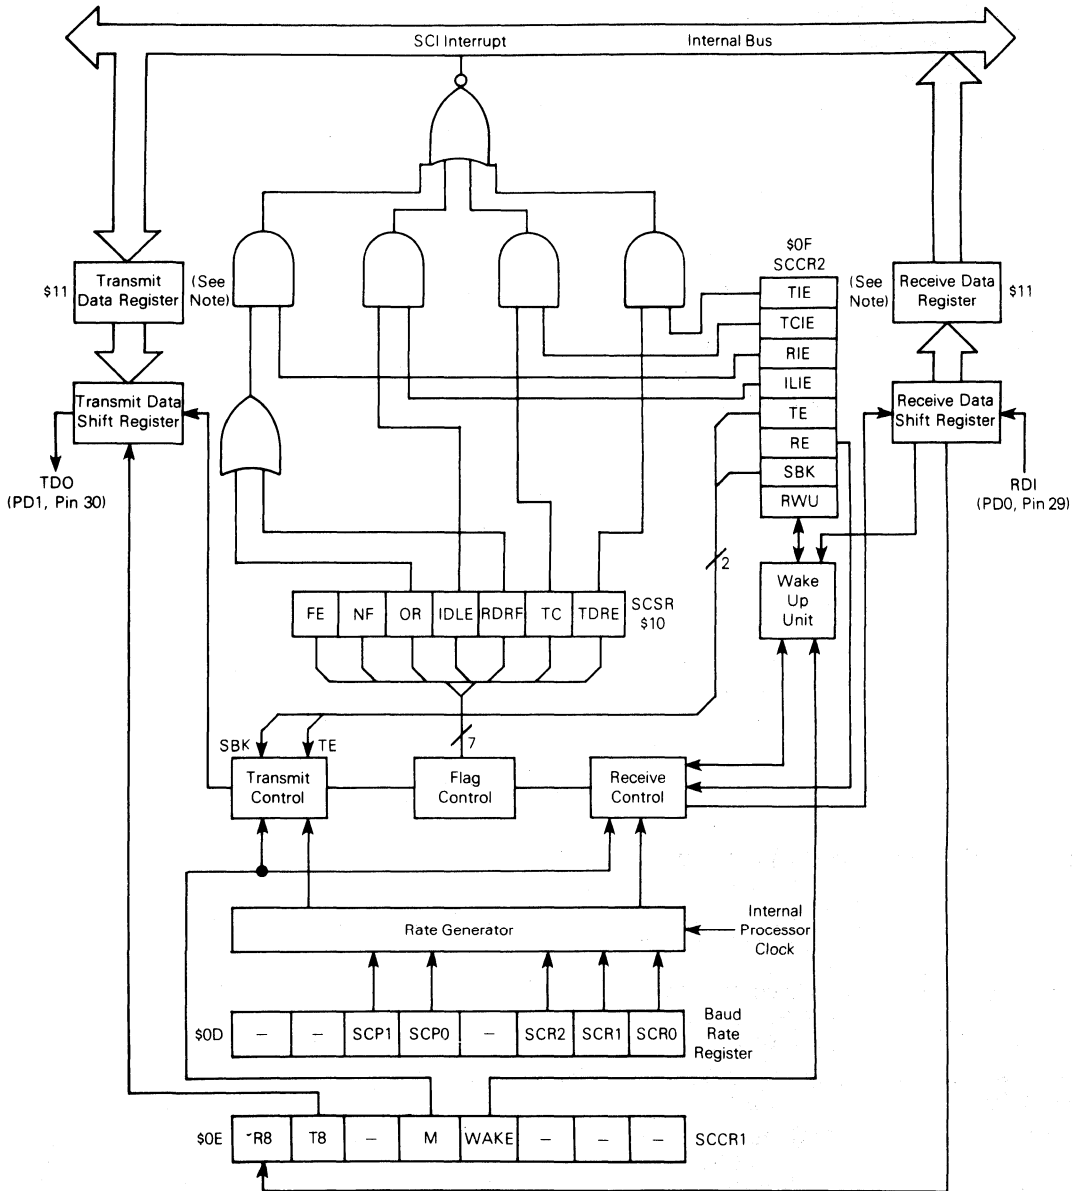 SCI Interrupt
Internal Bus
$0F
SCCR2
$11
Transmit
Data Register
(See
Note)
TIE
TCIE
RIE
ILIE
TE
RE
SBK
RWU
(See
Note)
Receive Data
Register
$11
Transmit Data
Shift Register
Receive Data
Shift Register
TDO
(PD1, Pin 30)
RDI
(PD0, Pin 29)
2
Wake
Up
Unit
FE
NF
OR
IDLE
RDRF
TC
TDRE
SCSR
$10
7
SBK
TE
Transmit
Control
Flag
Control
Receive
Control
Rate Generator
Internal
Processor
Clock
$0D
–
–
SCP1
SCP0
–
SCR2
SCR1
SCR0
Baud
Rate
Register
$0E
R8
T8
–
M
WAKE
–
–
–
SCCR1